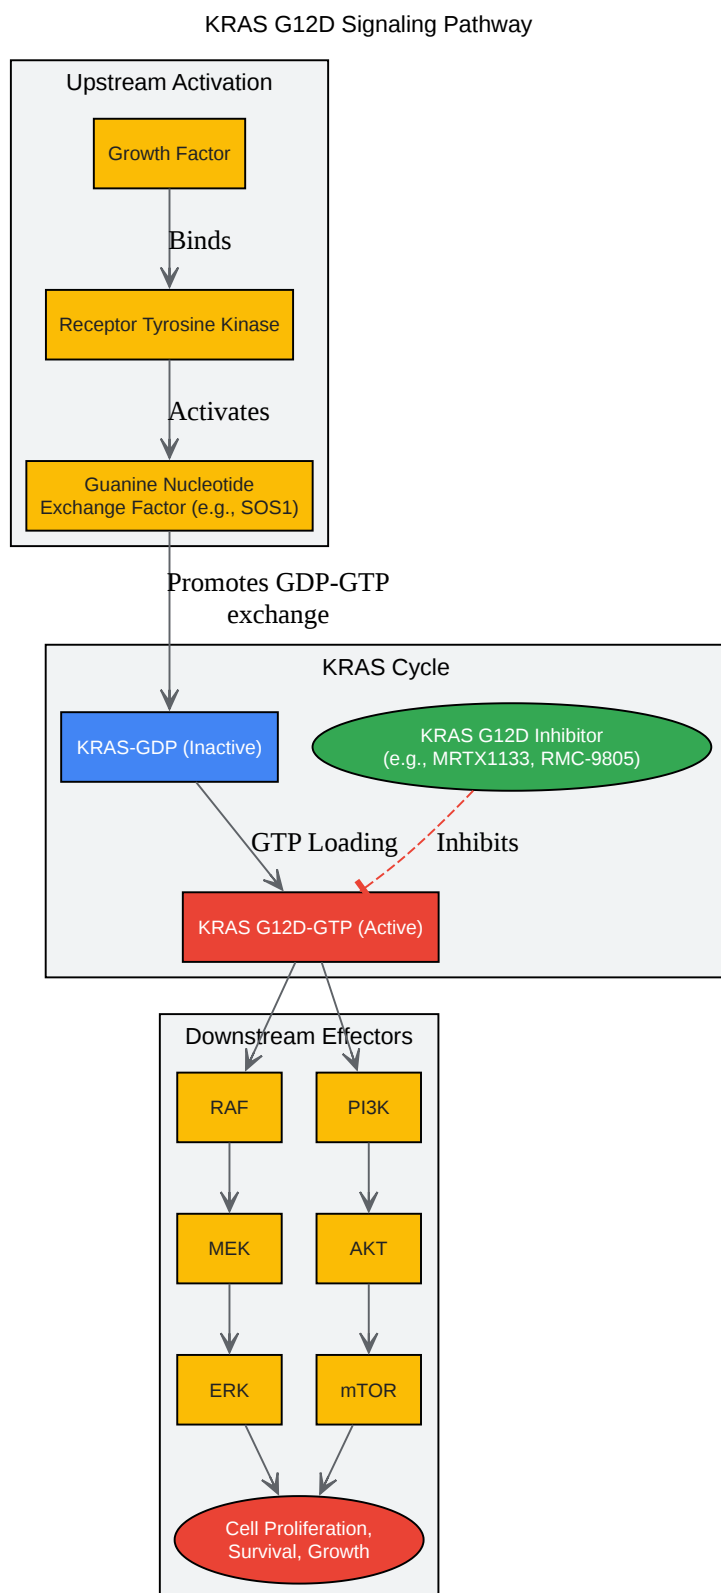 KRAS G12D Signaling Pathway
Upstream Activation
Growth Factor
Binds
Receptor Tyrosine Kinase
Activates
Guanine Nucleotide
Exchange Factor (e.g., SOS1)
Promotes GDP-GTP
exchange
KRAS Cycle
KRAS-GDP (Inactive)
KRAS G12D Inhibitor
(e.g., MRTX1133, RMC-9805)
GTP Loading
Inhibits
KRAS G12D-GTP (Active)
Downstream Effectors
RAF
PI3K
MEK
AKT
ERK
mTOR
Cell Proliferation,
Survival, Growth